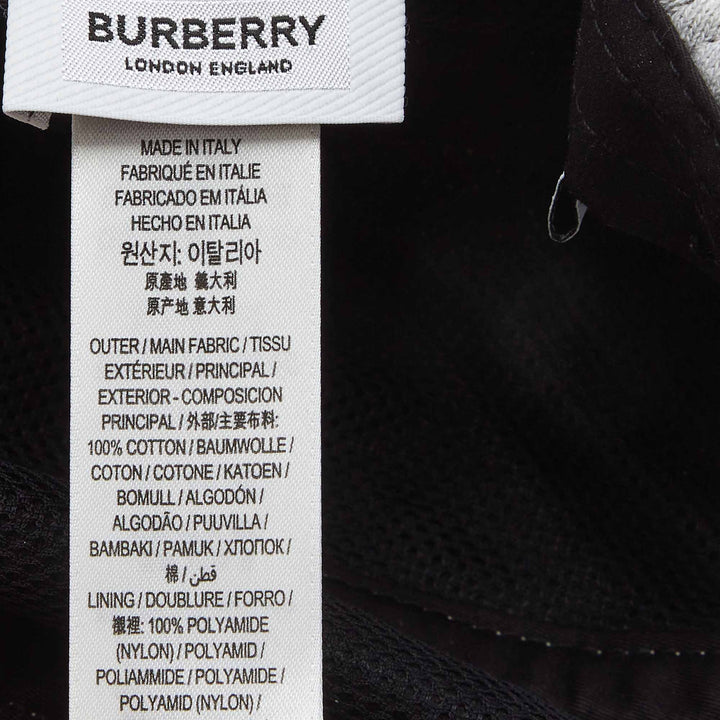 BURBERRY
LONDON ENGLAND
MADE IN ITALY
FABRIQUÉ EN ITALIE
FABRICADO EM ITÁLIA
HECHO EN ITALIA
원산지: 이탈리아
原產地 義大利
原产地 意大利
OUTER / MAIN FABRIC / TISSU
EXTÉRIEUR / PRINCIPAL /
EXTERIOR - COMPOSICION
PRINCIPAL / 外部/主要布料:
100% COTTON / BAUMWOLLE /
COTON / COTONE / KATOEN /
BOMULL / ALGODÓN /
ALGODÃO / PUUVILLA /
BAMBAKI / PAMUK / ХЛОПОК /
棉 / قطن
LINING / DOUBLURE / FORRO /
襯裡: 100% POLYAMIDE
(NYLON) / POLYAMID /
POLIAMMIDE / POLYAMIDE /
POLYAMID (NYLON) /